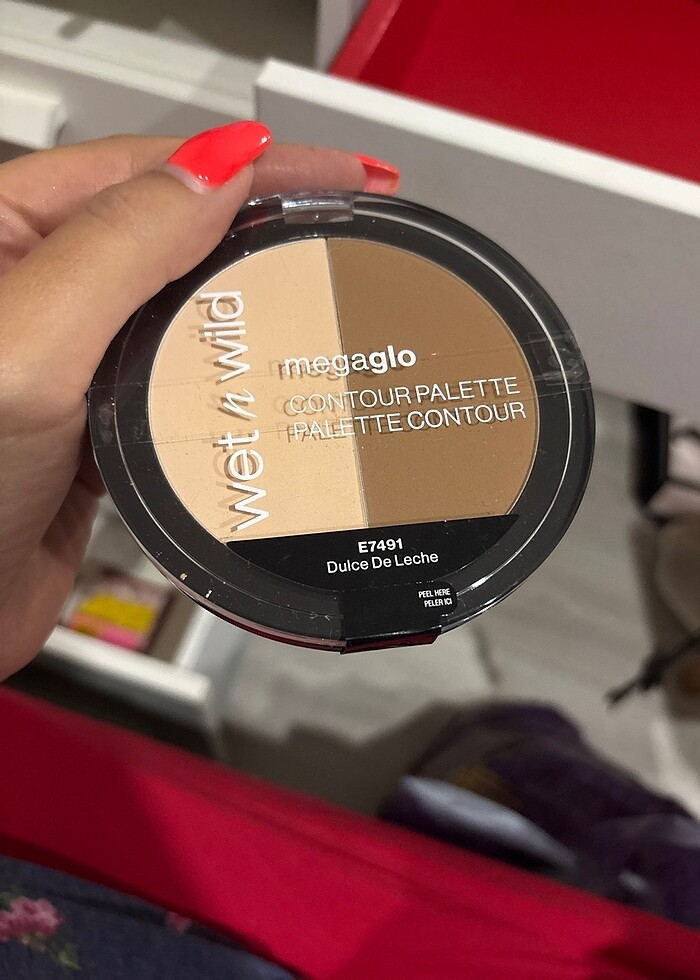 wet n wild
megaglo
CONTOUR PALETTE
PALETTE CONTOUR
E7491
Dulce De Leche
PEEL HERE
PELER ICI